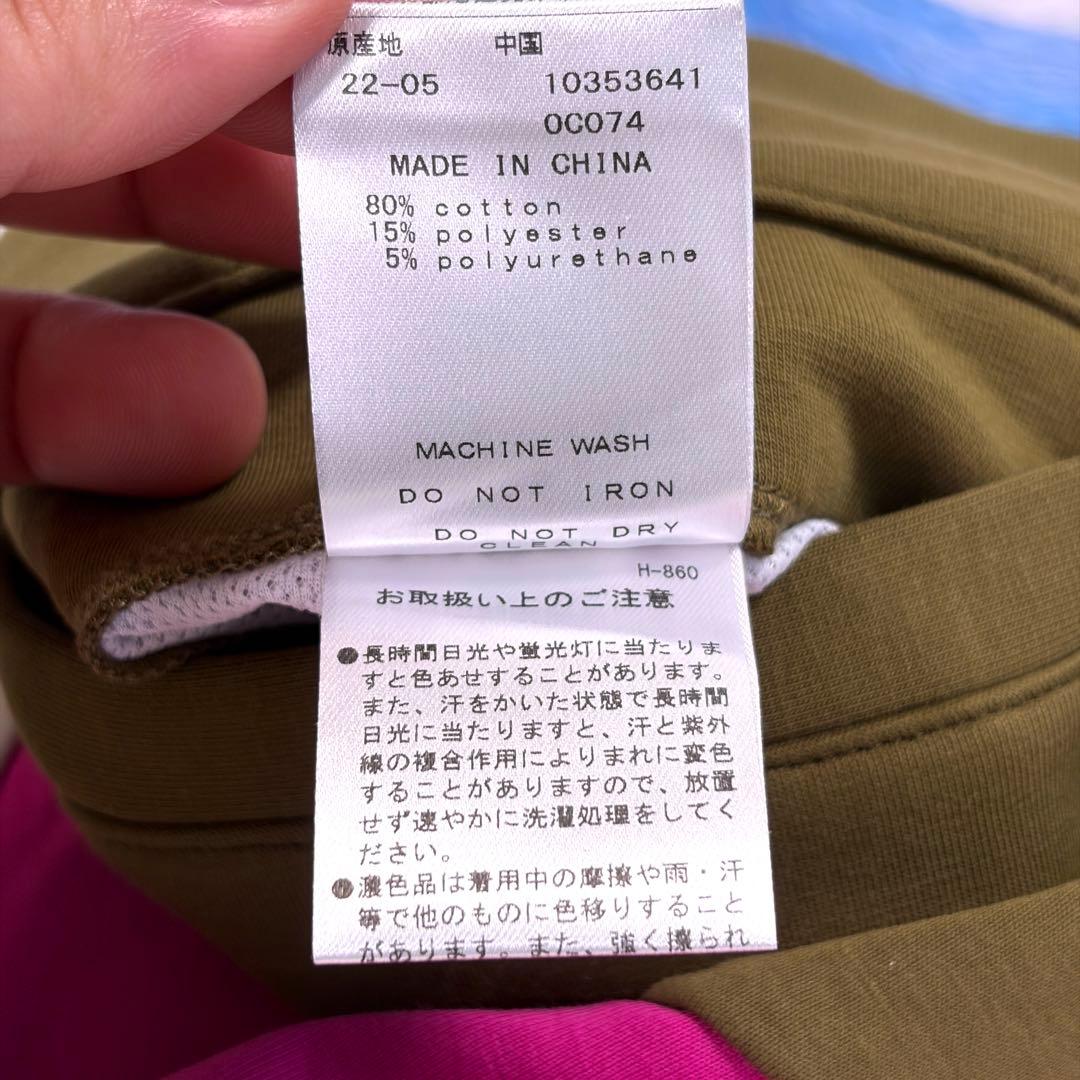 原産地 中国
22-05 10353641
0C074
MADE IN CHINA
80% cotton
15% polyester
5% polyurethane
MACHINE WASH
DO NOT IRON
DO NOT DRY
CLEAN
H-860
お取扱い上のご注意
●長時間日光や蛍光灯に当たりま
すと色あせすることがあります。
また、汗をかいた状態で長時間
日光に当たりますと、汗と紫外
線の複合作用によりまれに変色
することがありますので、放置
せず速やかに洗濯処理をしてく
ださい。
●濃色品は着用中の摩擦や雨・汗
等で他のものに色移りすること
があります。また、強く擦られ